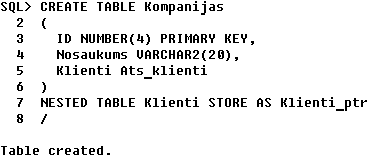 SQL> CREATE TABLE Kompanijas
  2  (
  3    ID NUMBER(4) PRIMARY KEY,
  4    Nosaukums VARCHAR2(20),
  5    Klienti Ats_klienti
  6  )
  7  NESTED TABLE Klienti STORE AS Klienti_ptr
  8  /
Table created.